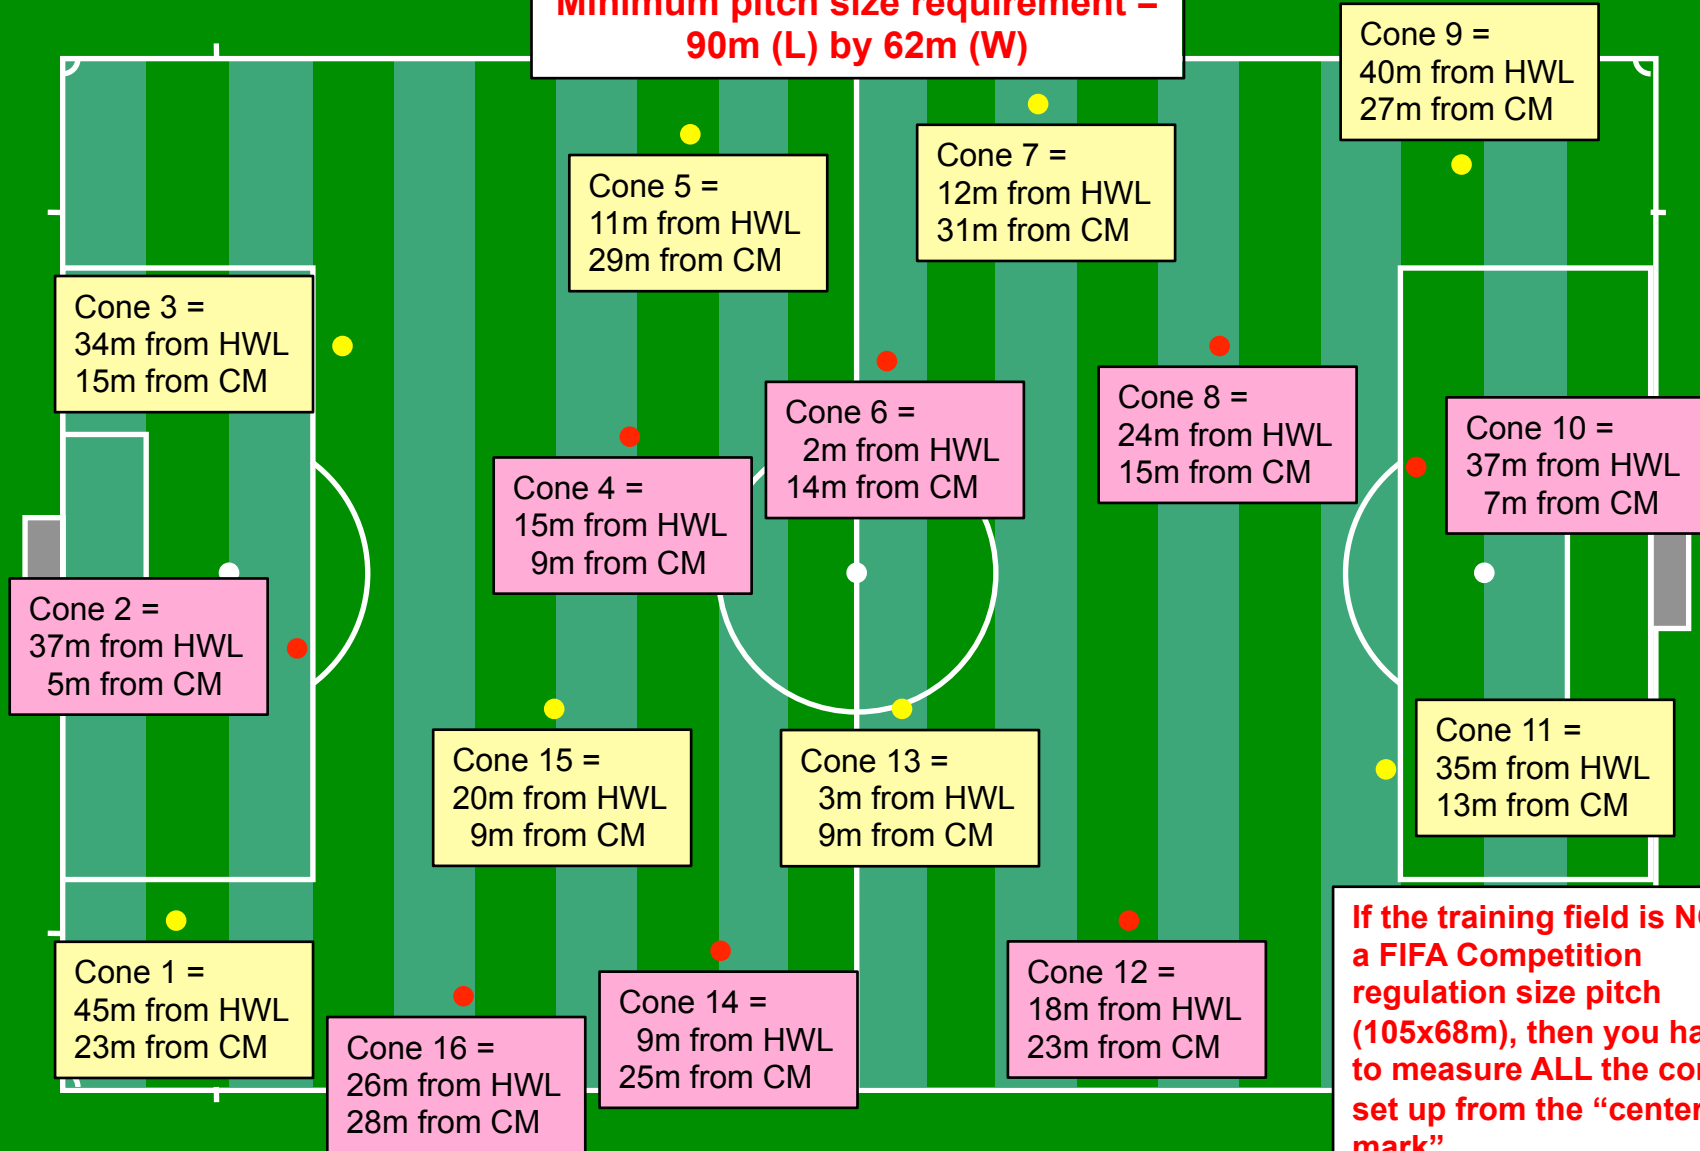 Minimum pitch size requirement –
90m (L) by 62m (W)
Cone 9 =
40m from HWL
27m from CM
Cone 7 =
12m from HWL
31m from CM
Cone 5 =
11m from HWL
29m from CM
Cone 3 =
34m from HWL
15m from CM
Cone 6 =
2m from HWL
14m from CM
Cone 8 =
24m from HWL
15m from CM
Cone 10 =
37m from HWL
7m from CM
Cone 4 =
15m from HWL
9m from CM
Cone 2 =
37m from HWL
5m from CM
Cone 11 =
35m from HWL
13m from CM
Cone 15 =
20m from HWL
9m from CM
Cone 13 =
3m from HWL
9m from CM
Cone 1 =
45m from HWL
23m from CM
Cone 12 =
18m from HWL
23m from CM
Cone 14 =
9m from HWL
25m from CM
Cone 16 =
26m from HWL
28m from CM
If the training field is
a FIFA Competition
regulation size pitch
(105x68m), then you
to measure ALL the
set up from the “center
mark”